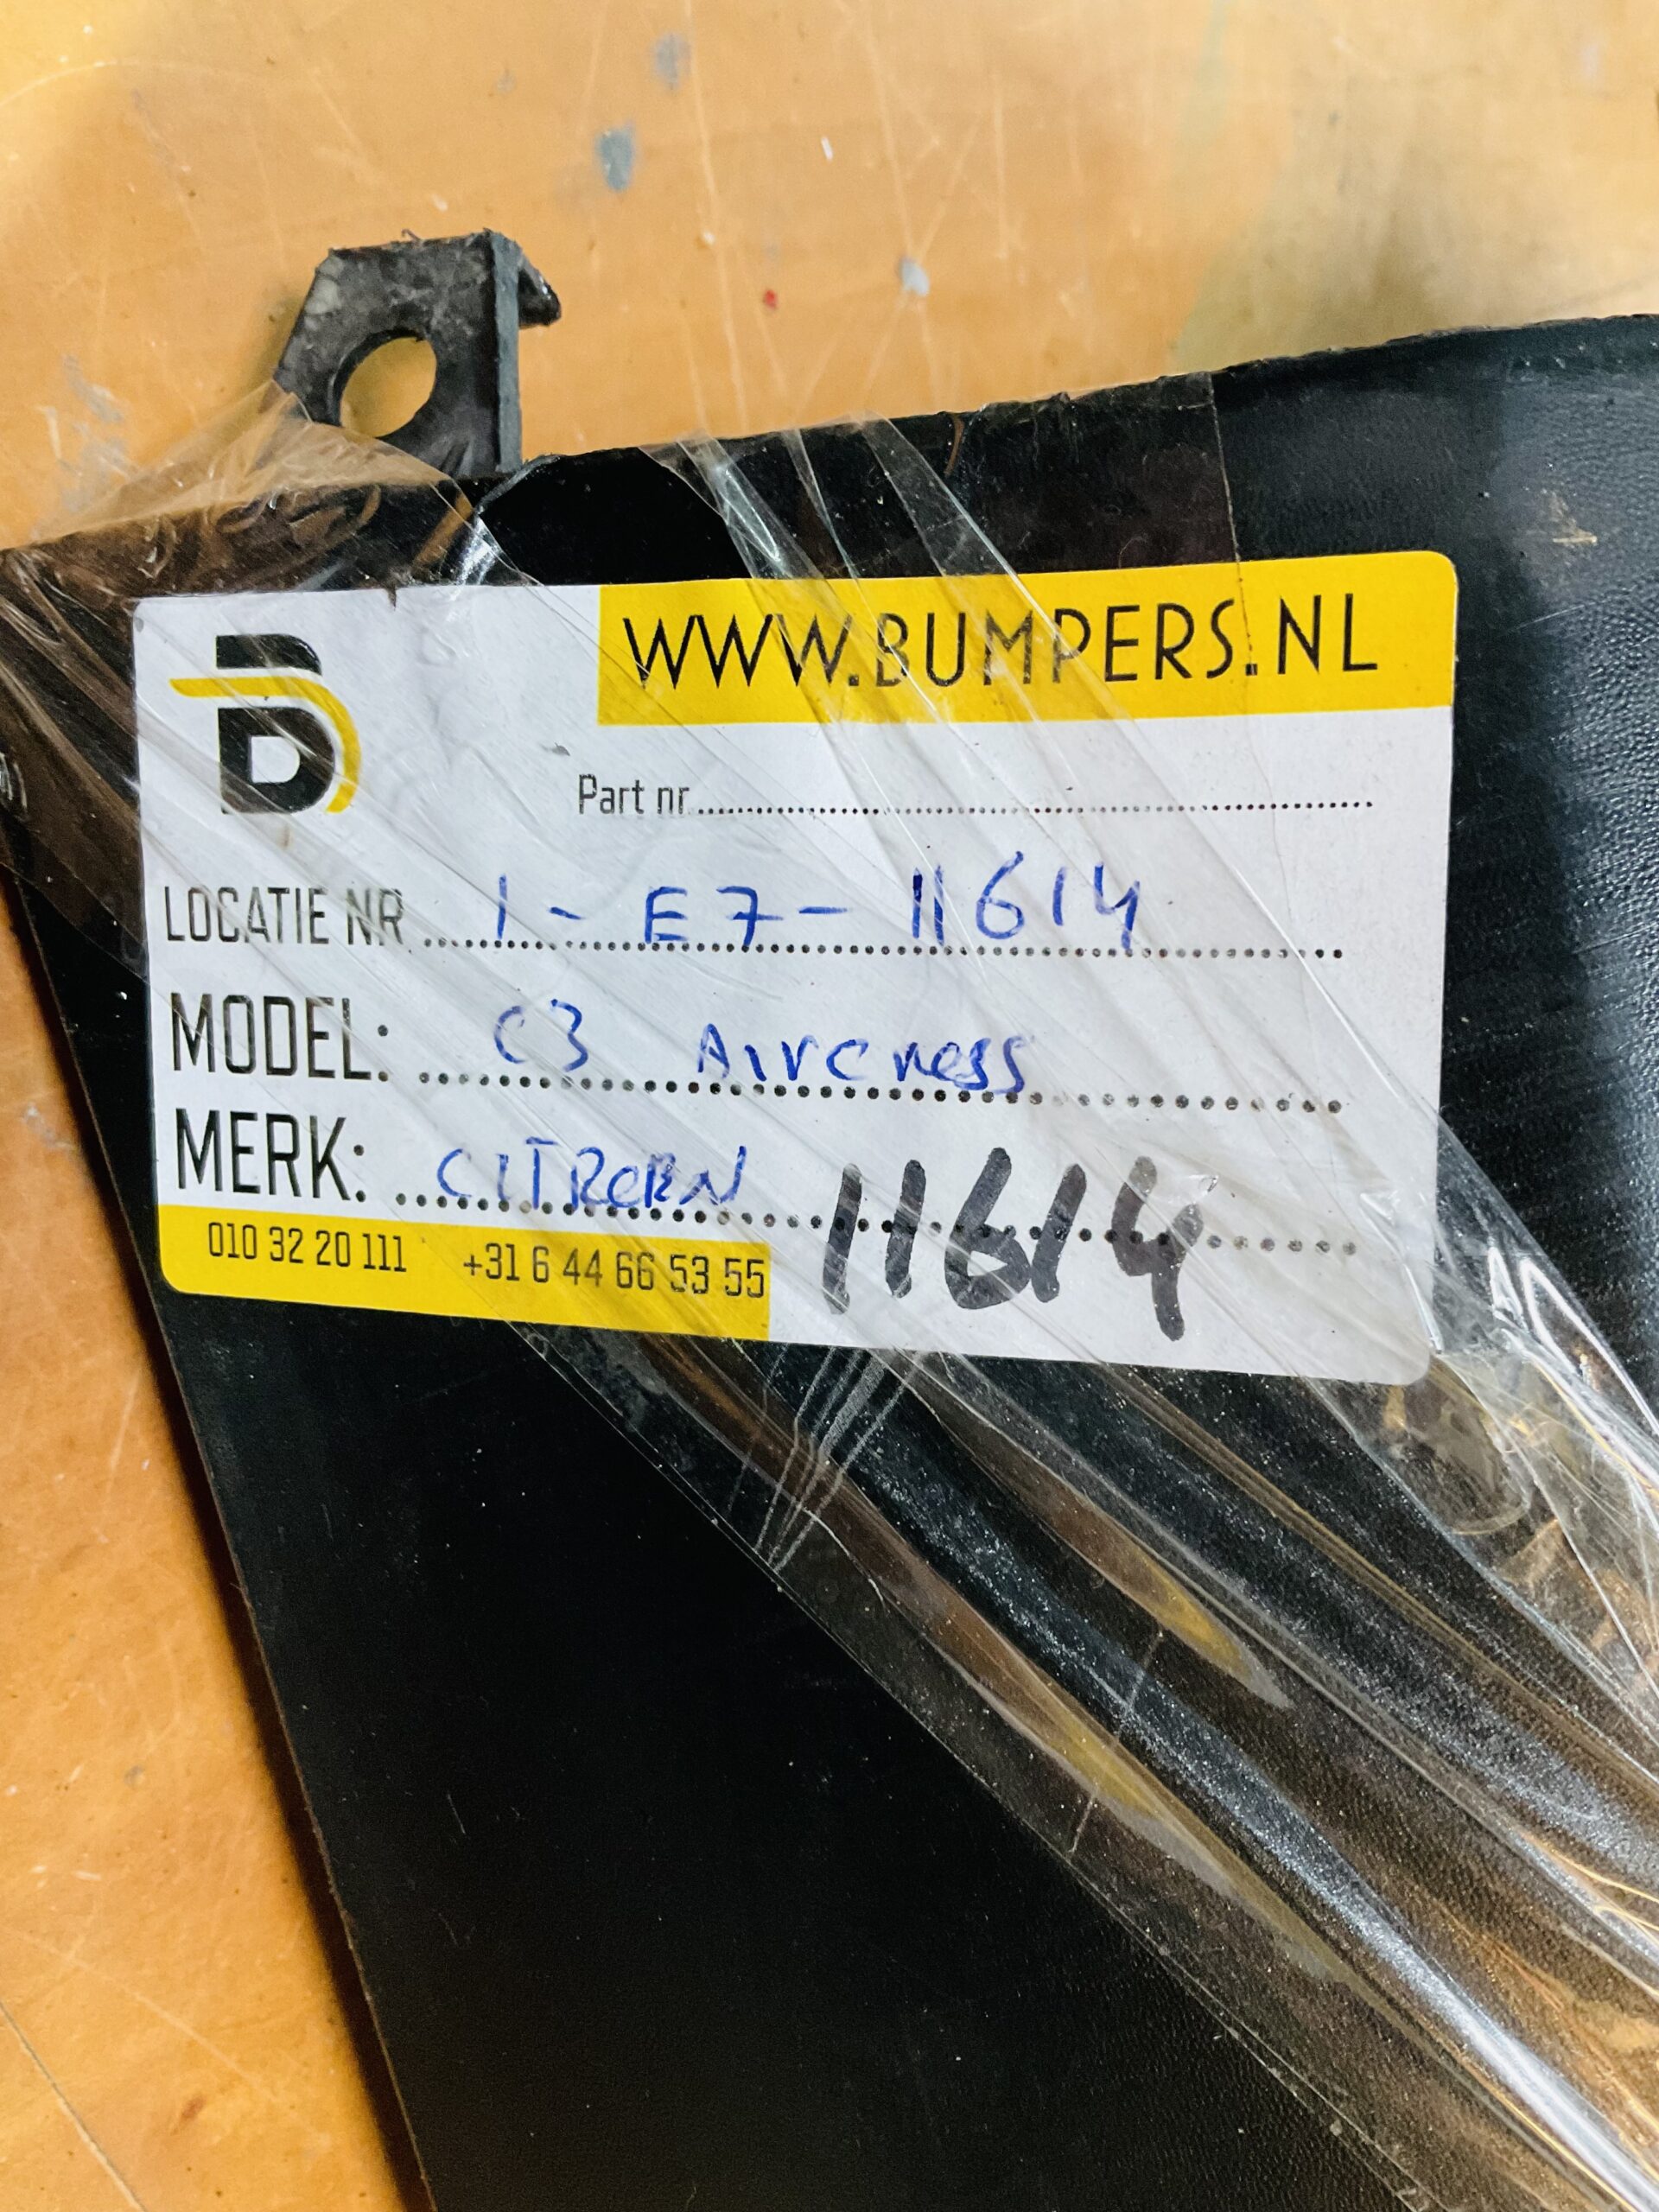 B
WWW.BUMPERS.NL
Part nr
LOCATIE NR 1 - E7 - 11614
MODEL: C3 Aircross
MERK: CITROEN 11614
010 32 20 111 +31 6 44 66 53 55